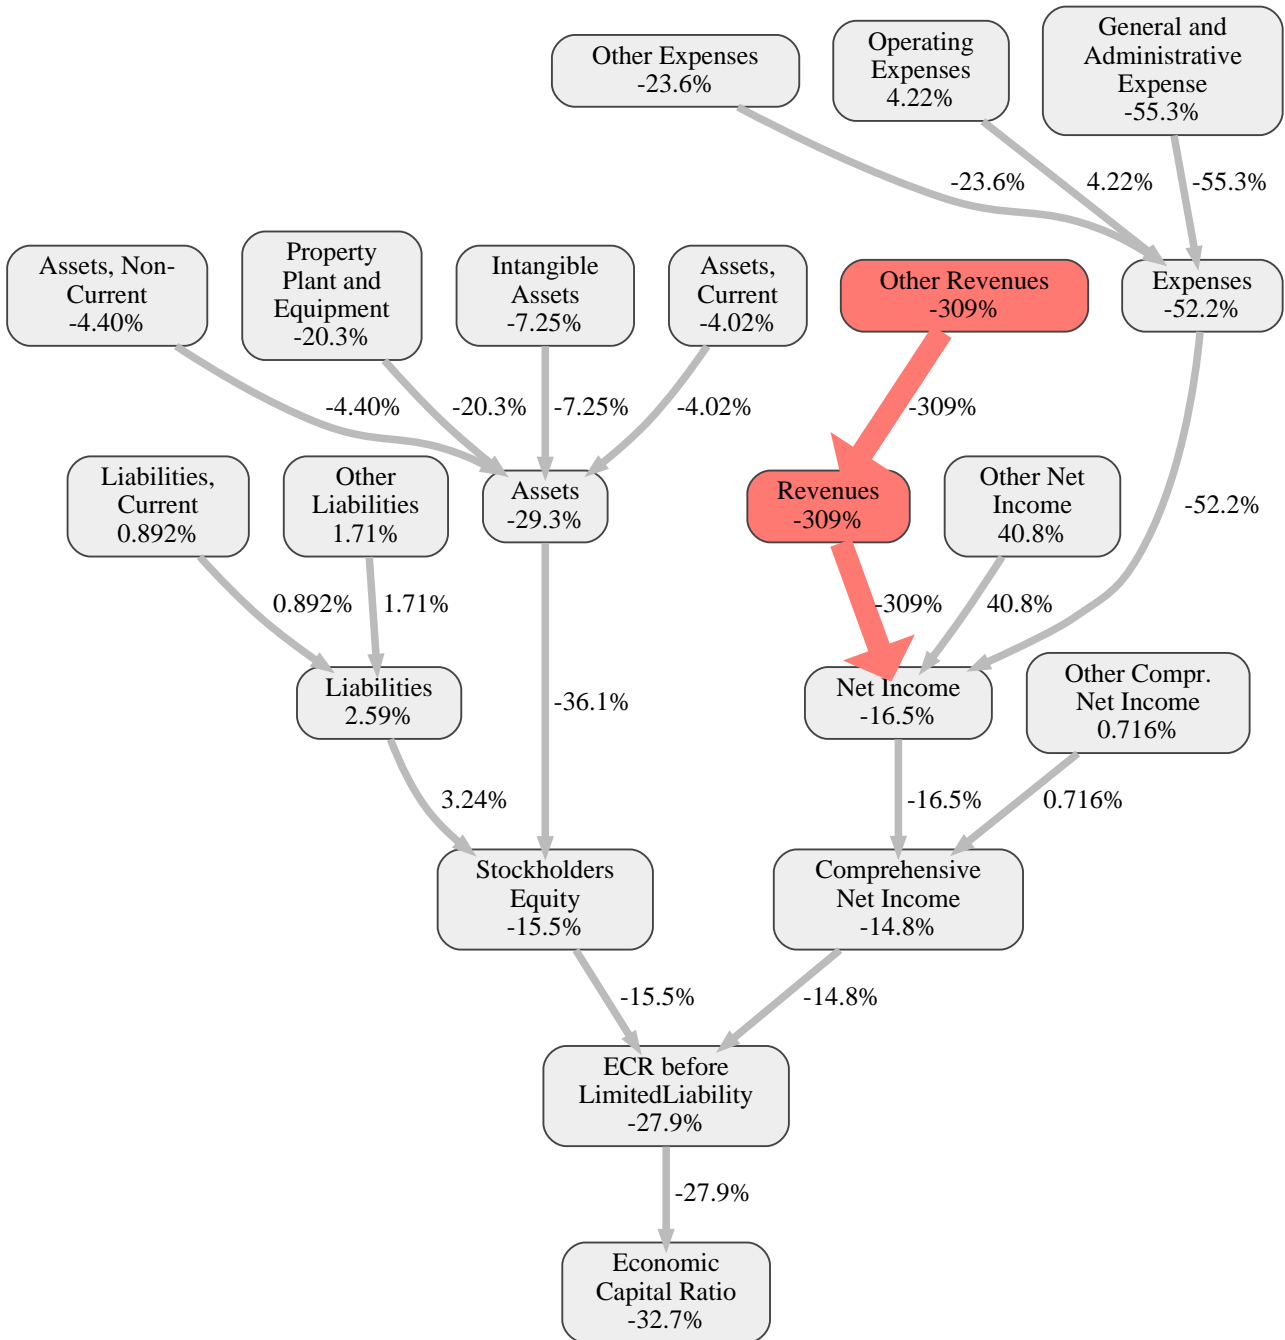 Other Expenses
-23.6%
Operating
Expenses
4.22%
General and
Administrative
Expense
-55.3%
-23.6%
4.22%
-55.3%
Assets, Non-
Current
-4.40%
Property
Plant and
Equipment
-20.3%
Intangible
Assets
-7.25%
Assets,
Current
-4.02%
Other Revenues
-309%
Expenses
-52.2%
-4.40%
-20.3%
-7.25%
-4.02%
-309%
Liabilities,
Current
0.892%
Other
Liabilities
1.71%
Assets
-29.3%
Revenues
-309%
Other Net
Income
40.8%
-52.2%
0.892%
1.71%
-309%
40.8%
Liabilities
2.59%
-36.1%
Net Income
-16.5%
Other Compr.
Net Income
0.716%
3.24%
-16.5%
0.716%
Stockholders
Equity
-15.5%
Comprehensive
Net Income
-14.8%
-15.5%
-14.8%
ECR before
LimitedLiability
-27.9%
-27.9%
Economic
Capital Ratio
-32.7%